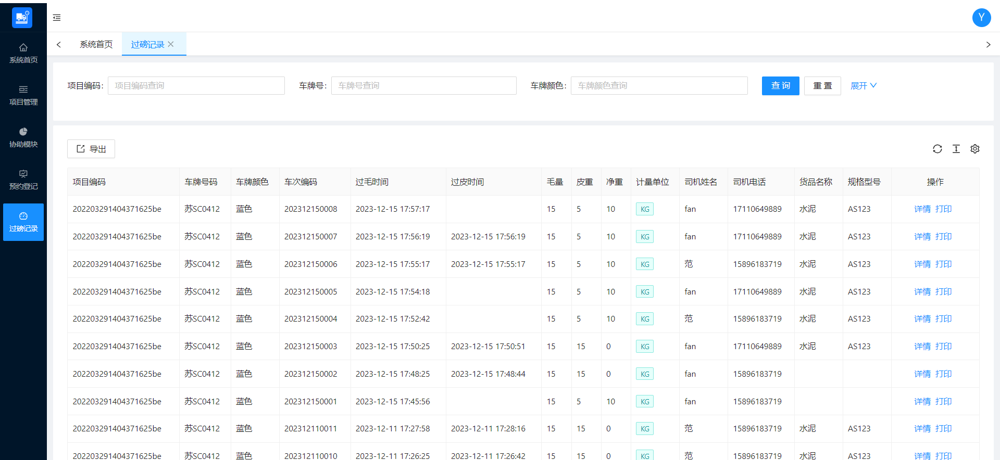 Y
系统首页
项目管理
协助模块
预约登记
过磅记录
系统首页 过磅记录
项目编码: 项目编码查询 车牌号: 车牌号查询 车牌颜色: 车牌颜色查询 查 询 重 置 展开
导出
项目编码 车牌号码 车牌颜色 车次编码 过毛时间 过皮时间 毛量 皮重 净重 计量单位 司机姓名 司机电话 货品名称 规格型号 操作
202203291404371625be 苏SC0412 蓝色 202312150008 2023-12-15 17:57:17 15 5 10 KG fan 17110649889 水泥 AS123 详情 打印
202203291404371625be 苏SC0412 蓝色 202312150007 2023-12-15 17:56:19 2023-12-15 17:56:19 15 5 10 KG fan 17110649889 水泥 AS123 详情 打印
202203291404371625be 苏SC0412 蓝色 202312150006 2023-12-15 17:55:17 2023-12-15 17:55:17 15 5 10 KG 范 15896183719 水泥 AS123 详情 打印
202203291404371625be 苏SC0412 蓝色 202312150005 2023-12-15 17:54:18 15 5 10 KG fan 17110649889 水泥 AS123 详情 打印
202203291404371625be 苏SC0412 蓝色 202312150004 2023-12-15 17:52:42 15 5 10 KG 范 15896183719 水泥 AS123 详情 打印
202203291404371625be 苏SC0412 蓝色 202312150003 2023-12-15 17:50:25 2023-12-15 17:50:51 15 15 0 KG fan 17110649889 水泥 AS123 详情 打印
202203291404371625be 苏SC0412 蓝色 202312150002 2023-12-15 17:48:25 2023-12-15 17:48:44 15 15 0 KG fan 15896183719 详情 打印
202203291404371625be 苏SC0412 蓝色 202312150001 2023-12-15 17:45:56 15 5 10 KG fan 15896183719 详情 打印
202203291404371625be 苏SC0412 蓝色 202312110011 2023-12-11 17:27:58 2023-12-11 17:28:16 15 15 0 KG 范 15896183719 水泥 AS123 详情 打印
202203291404371625be 苏SC0412 蓝色 202312110010 2023-12-11 17:26:25 2023-12-11 17:26:42 15 15 0 KG 范 15896183719 水泥 AS123 详情 打印